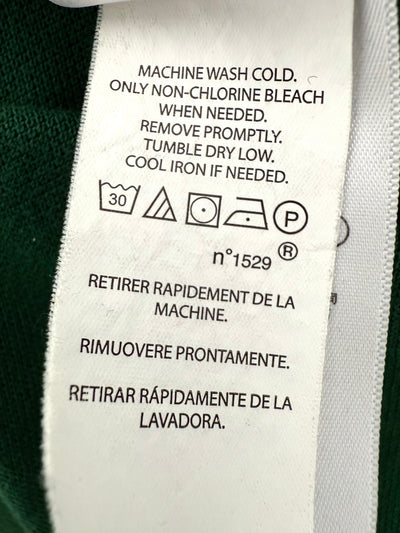 MACHINE WASH COLD.
ONLY NON-CHLORINE BLEACH
WHEN NEEDED.
REMOVE PROMPTLY.
TUMBLE DRY LOW.
COOL IRON IF NEEDED.
30 P
n°1529 ®
RETIRER RAPIDEMENT DE LA
MACHINE.
RIMUOVERE PRONTAMENTE.
RETIRAR RÁPIDAMENTE DE LA
LAVADORA.